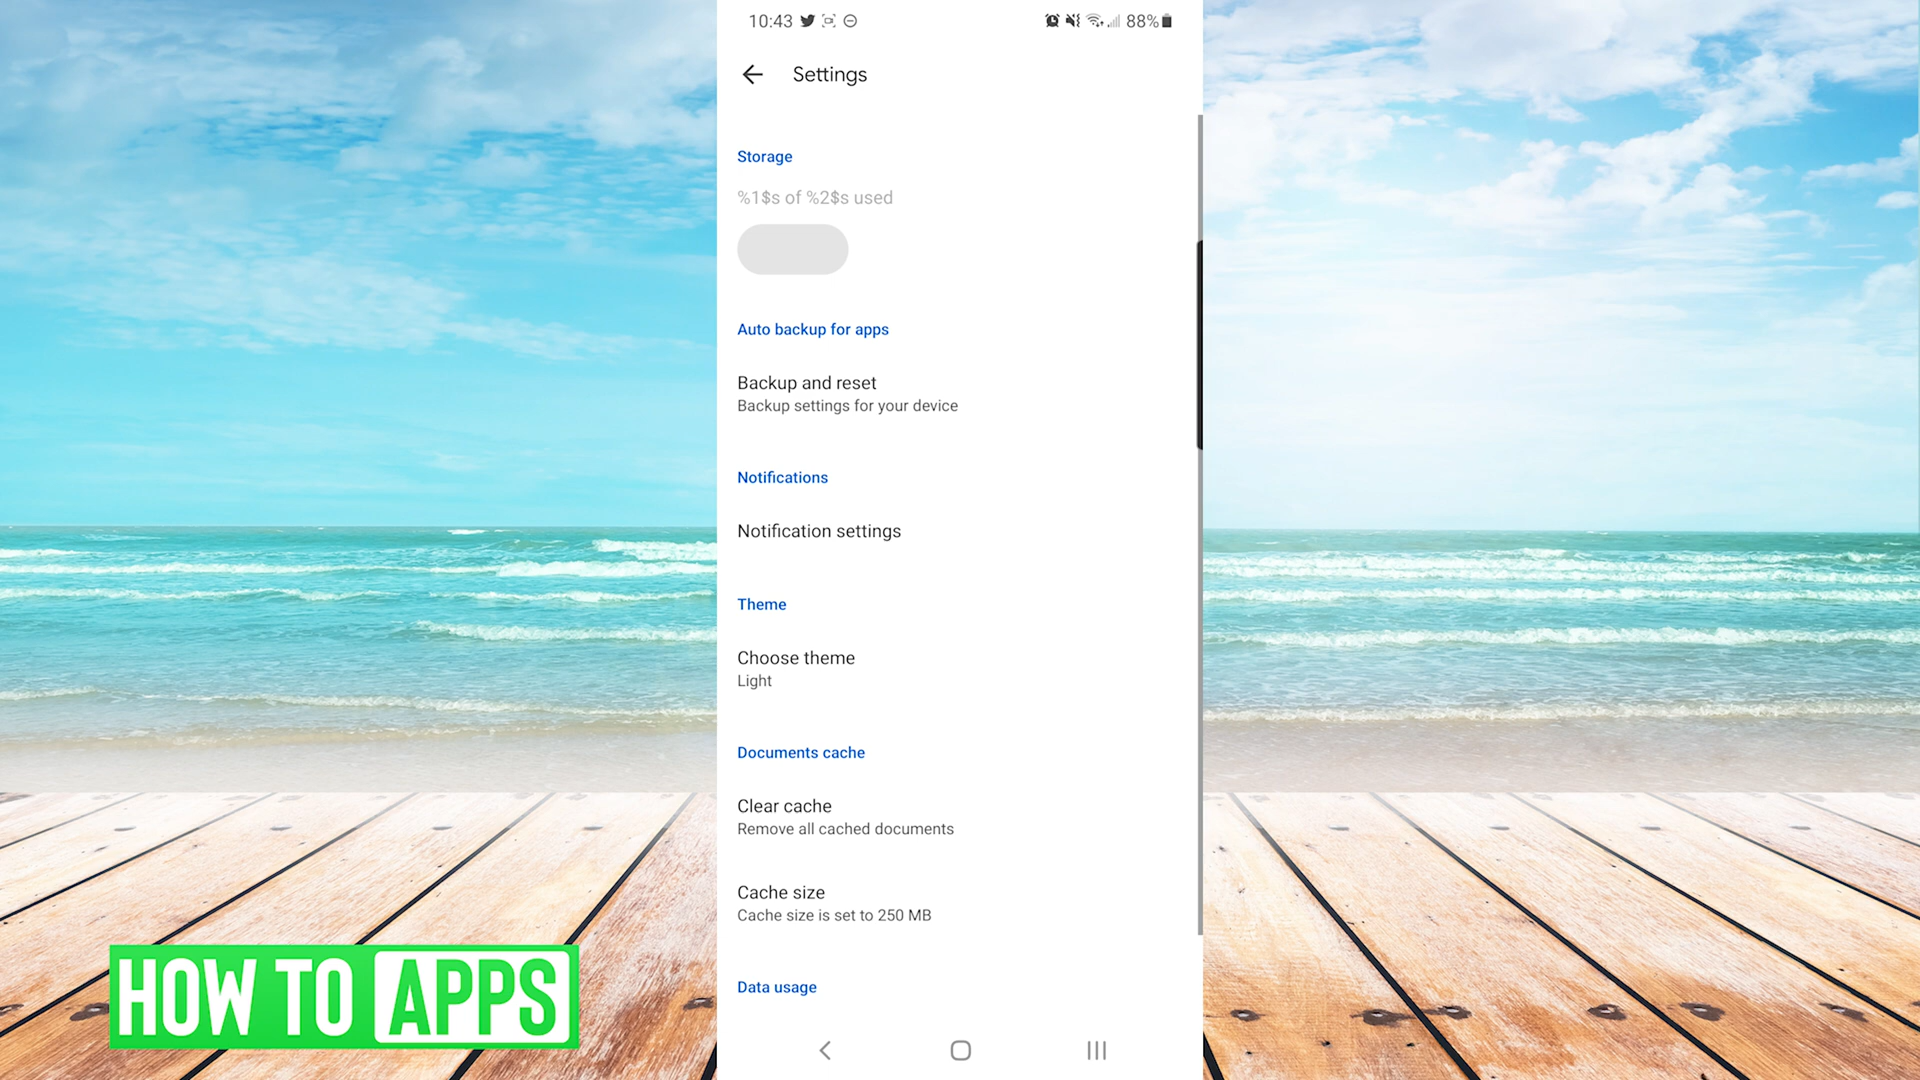 10:43
88%
Settings
Storage
%1$s of %2$s used
Auto backup for apps
Backup and reset
Backup settings for your device
Notifications
Notification settings
Theme
Choose theme
Light
Documents cache
Clear cache
Remove all cached documents
Cache size
Cache size is set to 250 MB
Data usage
HOW TO APPS